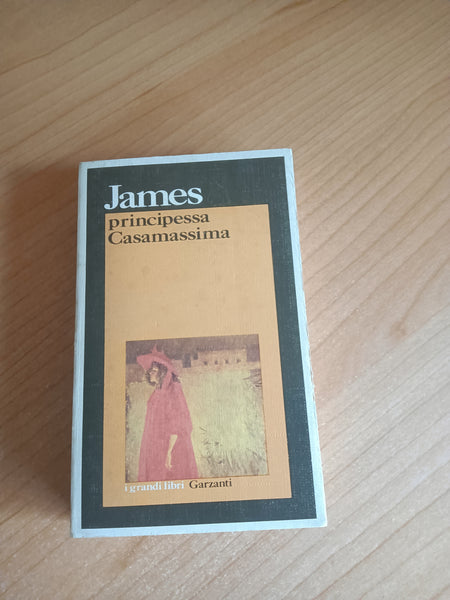 James
principessa
Casamassima
i grandi libri Garzanti